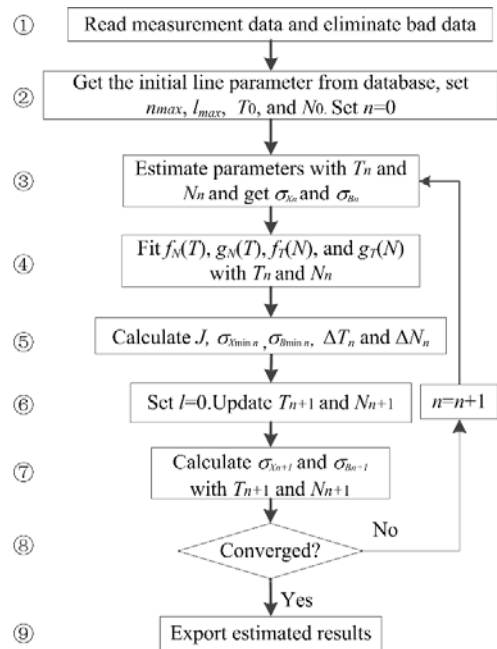 ① Read measurement data and eliminate bad data
② Get the initial line parameter from database, set
nmax, lmax, T0, and N0. Set n=0
③ Estimate parameters with Tn and
Nn and get σXn and σBn
④ Fit fN(T), gN(T), fT(N), and gT(N)
with Tn and Nn
⑤ Calculate J, σXmin n, σBmin n, ΔTn and ΔNn
⑥ Set l=0.Update Tn+1 and Nn+1
n=n+1
⑦ Calculate σXn+1 and σBn+1
with Tn+1 and Nn+1
No
⑧ Converged?
Yes
⑨ Export estimated results